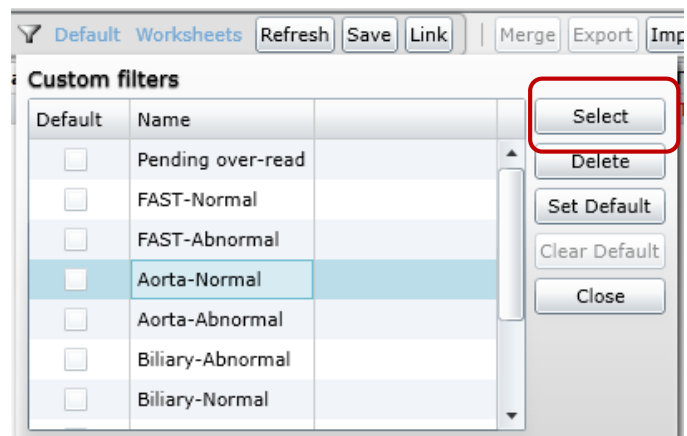 Default Worksheets Refresh Save Link | Merge Export Imp
Custom filters
Default Name
Select
Pending over-read
Delete
FAST-Normal
Set Default
FAST-Abnormal
Clear Default
Aorta-Normal
Close
Aorta-Abnormal
Biliary-Abnormal
Biliary-Normal